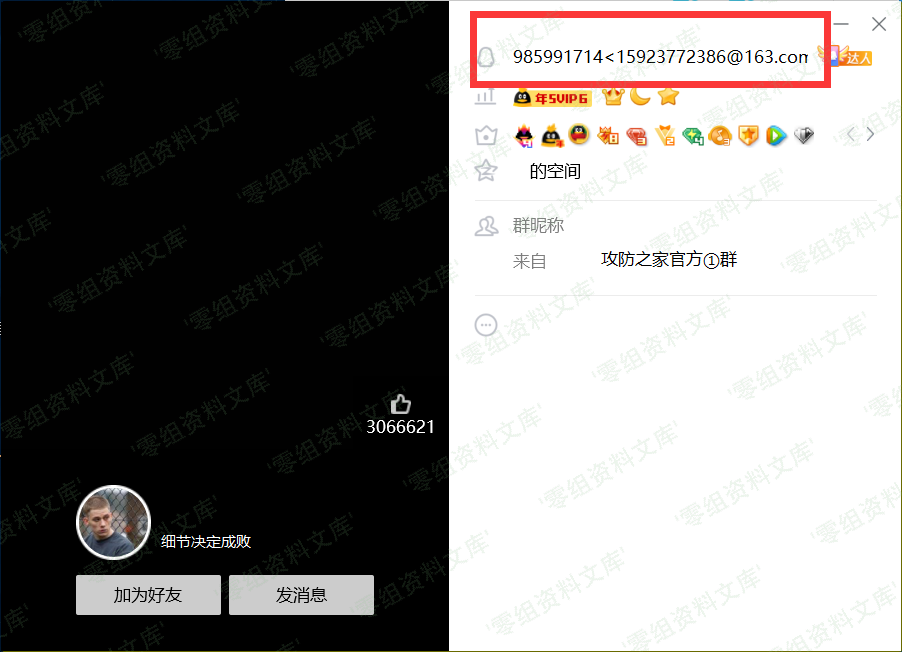 985991714<15923772386@163.com
达人
年SVIP6
的空间
群昵称
来自 攻防之家官方①群
3066621
细节决定成败
加为好友 发消息
'零组资料文库'